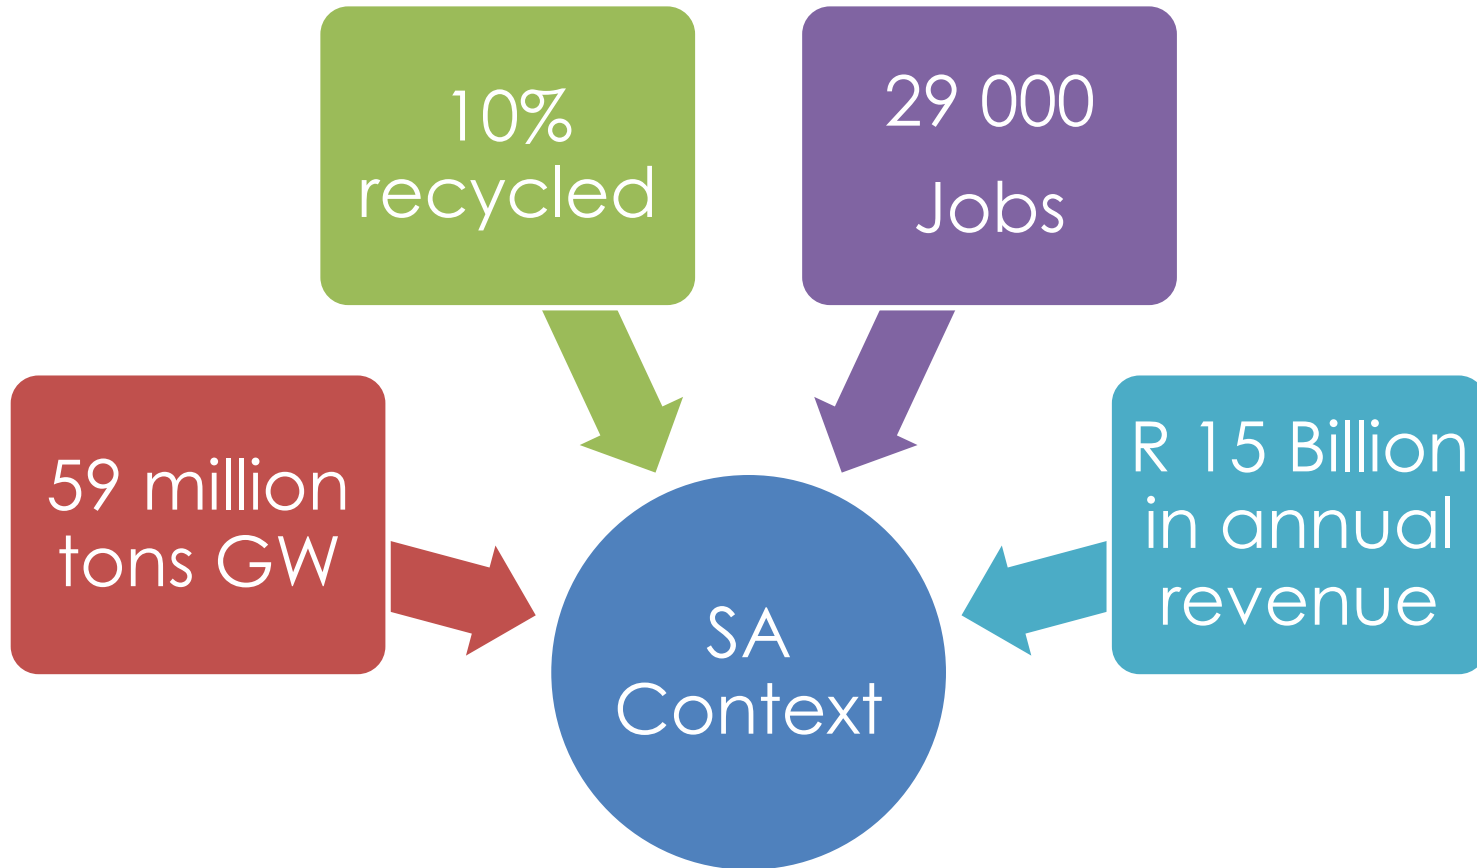 10%
recycled
29 000
Jobs
59 million
tons GW
R 15 Billion
in annual
revenue
SA
Context